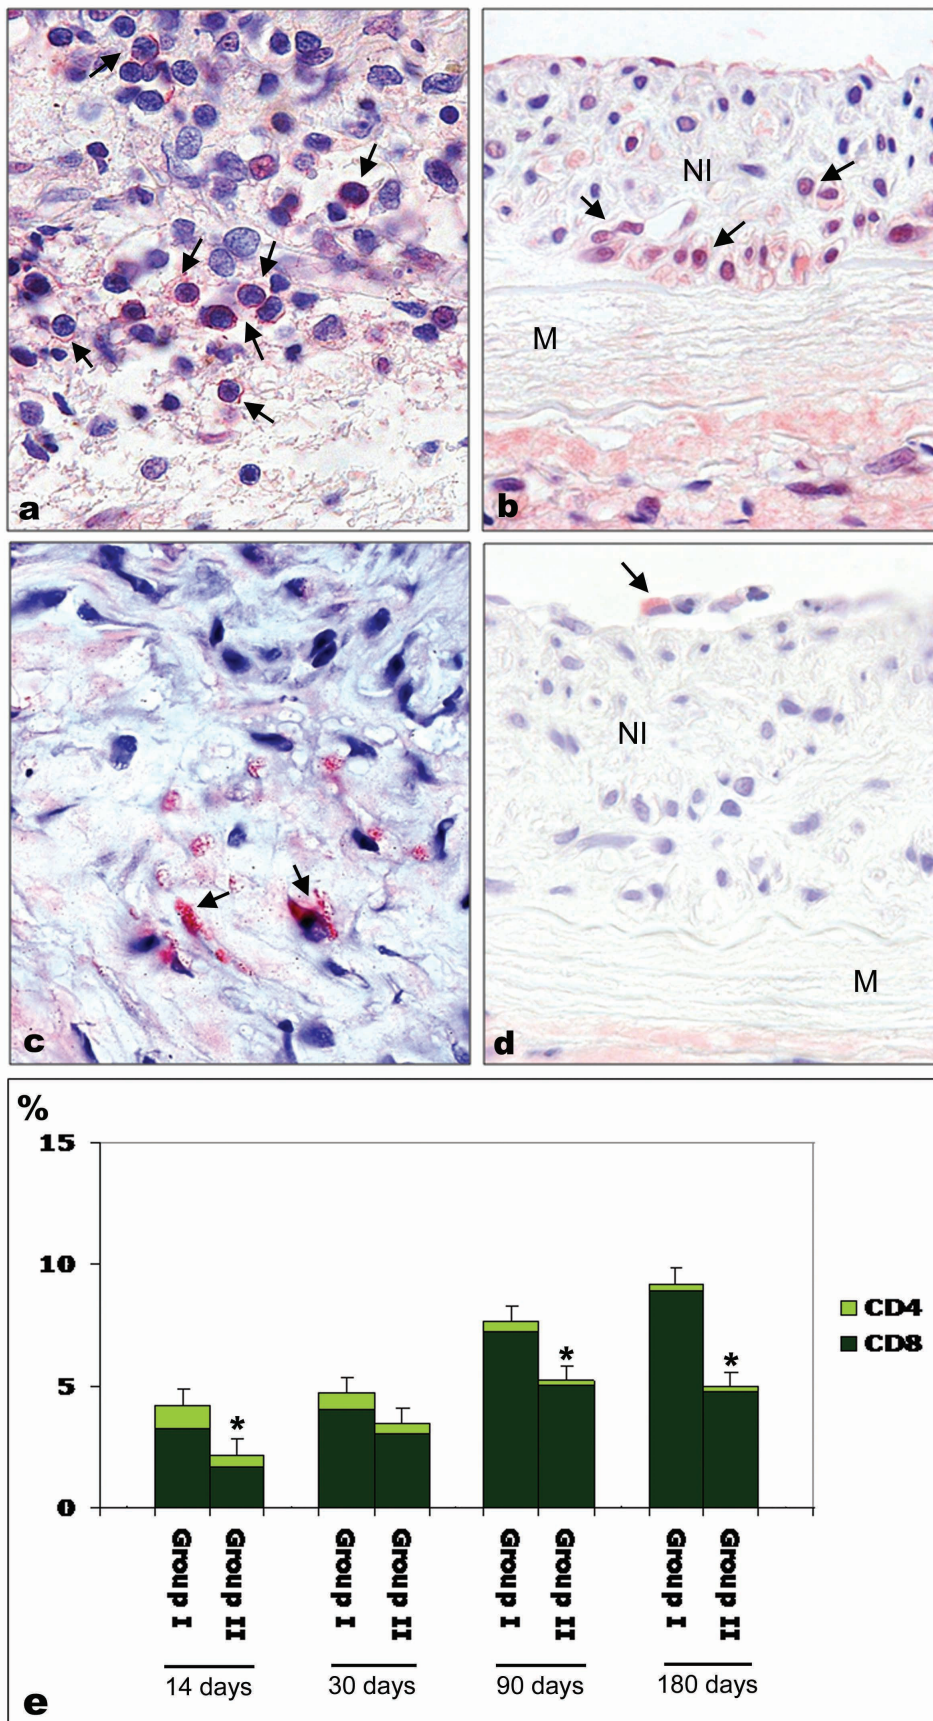 NI
M
a
b
NI
M
c
d
%
15
10
5
0
CD4
CD8
*
*
*
Group I
Group II
Group I
Group II
Group I
Group II
Group I
Group II
14 days
30 days
90 days
180 days
e